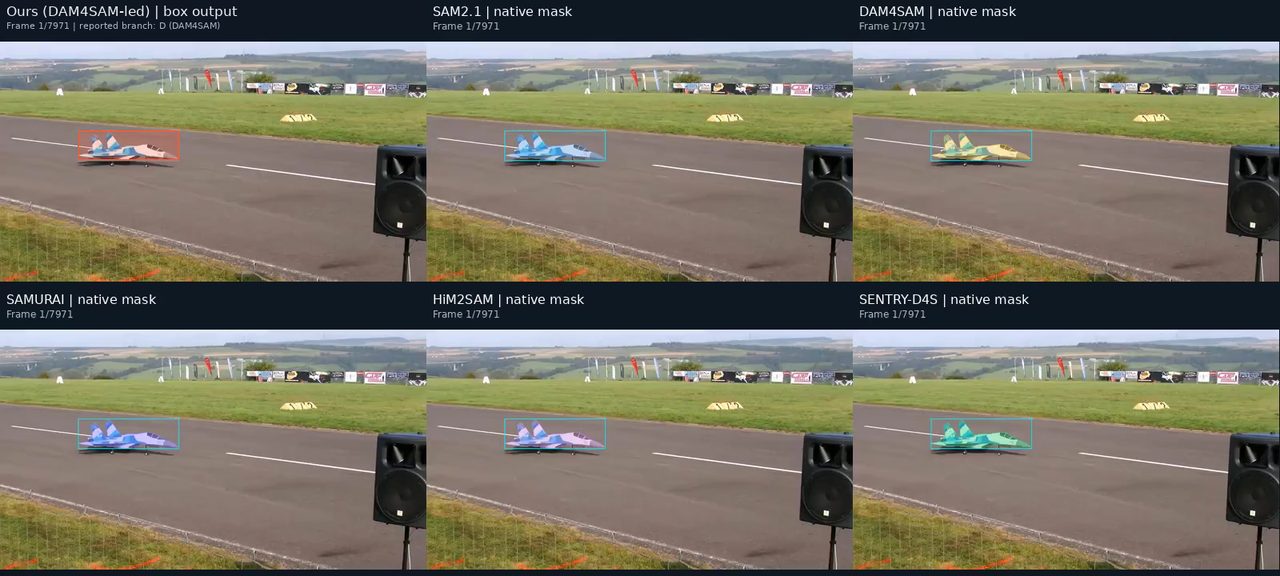 Ours (DAM4SAM-led) | box output
Frame 1/7971 | reported branch: D (DAM4SAM)
SAM2.1 | native mask
Frame 1/7971
DAM4SAM | native mask
Frame 1/7971
SAMURAI | native mask
Frame 1/7971
HiM2SAM | native mask
Frame 1/7971
SENTRY-D4S | native mask
Frame 1/7971